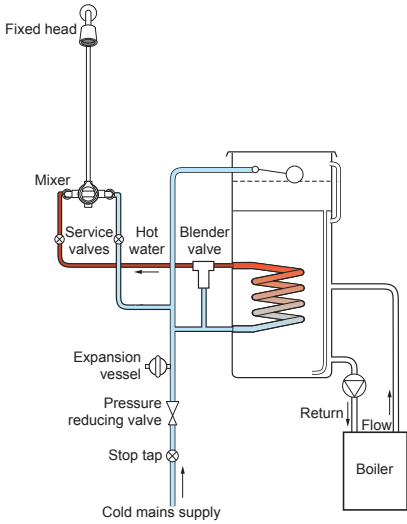 Fixed head
Mixer
Service
valves
Hot
water
Blender
valve
Expansion
vessel
Pressure
reducing valve
Stop tap
Return
Flow
Boiler
Cold mains supply